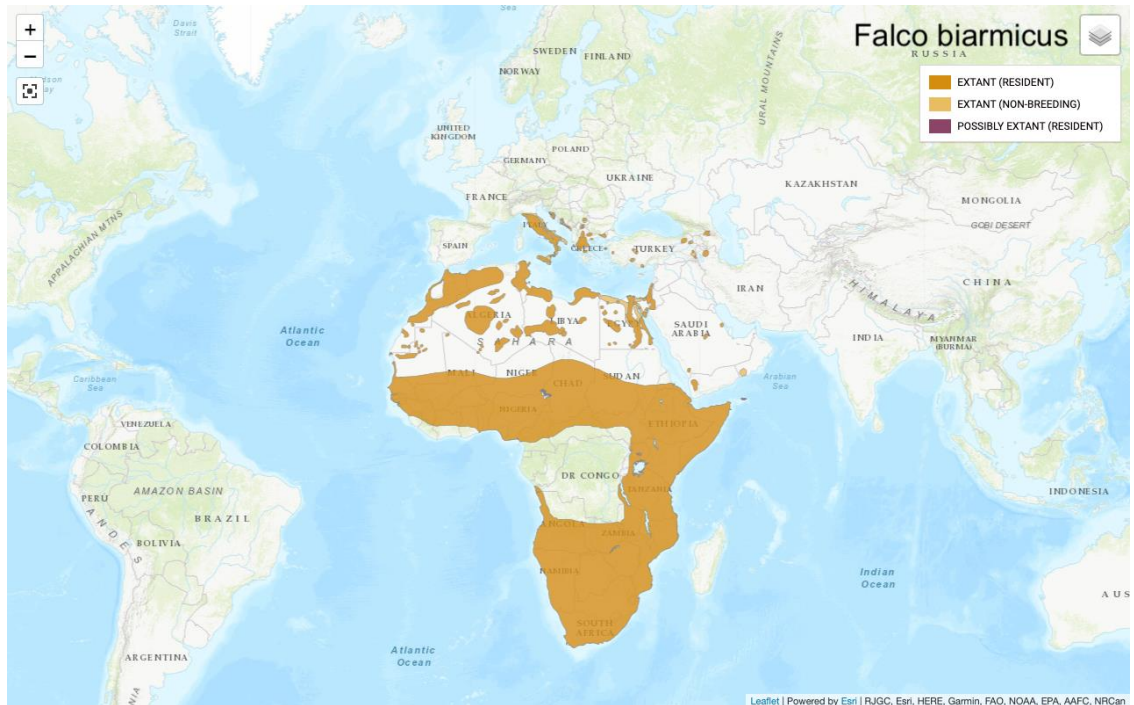 +
−
Falco biarmicus
EXTANT (RESIDENT)
EXTANT (NON-BREEDING)
POSSIBLY EXTANT (RESIDENT)
Davis
Strait
Sea
SWEDEN
FINLAND
NORWAY
RUSSIA
URAL MOUNTAINS
UNITED
KINGDOM
POLAND
GERMANY
UKRAINE
FRANCE
KAZAKHSTAN
MONGOLIA
GOBI DESERT
APPALACHIAN MTNS
SPAIN
ITALY
GREECE
TURKEY
CHINA
IRAN
HIMALAYA
Atlantic
Ocean
ALGERIA
LIBYA
EGYPT
SAUDI
ARABIA
SAHARA
INDIA
MYANMAR
(BURMA)
MALI
NIGER
CHAD
SUDAN
Caribbean
Sea
Arabian
Sea
NIGERIA
ETHIOPIA
VENEZUELA
COLOMBIA
DR CONGO
TANZANIA
INDONESIA
PERU
AMAZON BASIN
BRAZIL
ANDES
ANGOLA
ZAMBIA
BOLIVIA
NAMIBIA
Indian
Ocean
AUS
SOUTH
AFRICA
Atlantic
Ocean
ARGENTINA
Leaflet | Powered by Esri | RJGC, Esri, HERE, Garmin, FAO, NOAA, EPA, AAFC, NRCan